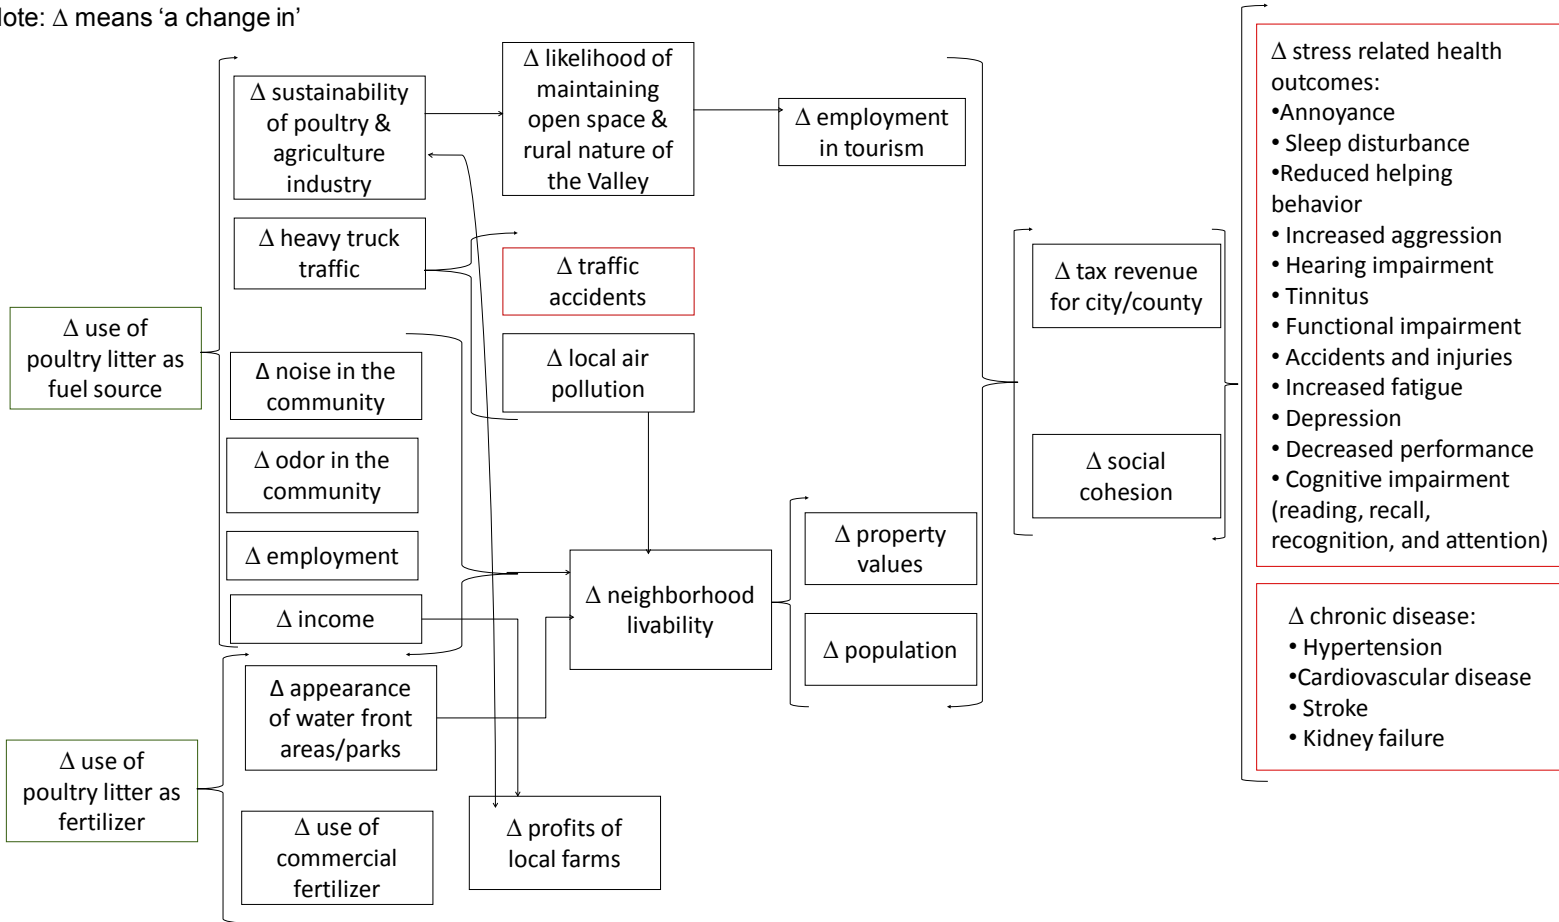 lote: Δ means ‘a change in’
Δ use of
poultry litter as
fuel source
Δ use of
poultry litter as
fertilizer
Δ sustainability
of poultry &
agriculture
industry
Δ heavy truck
traffic
Δ noise in the
community
Δ odor in the
community
Δ employment
Δ income
Δ appearance
of water front
areas/parks
Δ use of
commercial
fertilizer
Δ likelihood of
maintaining
open space &
rural nature of
the Valley
Δ traffic
accidents
Δ local air
pollution
Δ neighborhood
livability
Δ profits of
local farms
Δ employment
in tourism
Δ property
values
Δ population
Δ tax revenue
for city/county
Δ social
cohesion
Δ stress related health
outcomes:
•Annoyance
• Sleep disturbance
•Reduced helping
behavior
• Increased aggression
• Hearing impairment
• Tinnitus
• Functional impairment
• Accidents and injuries
• Increased fatigue
• Depression
• Decreased performance
• Cognitive impairment
(reading, recall,
recognition, and attention)
Δ chronic disease:
• Hypertension
•Cardiovascular disease
• Stroke
• Kidney failure